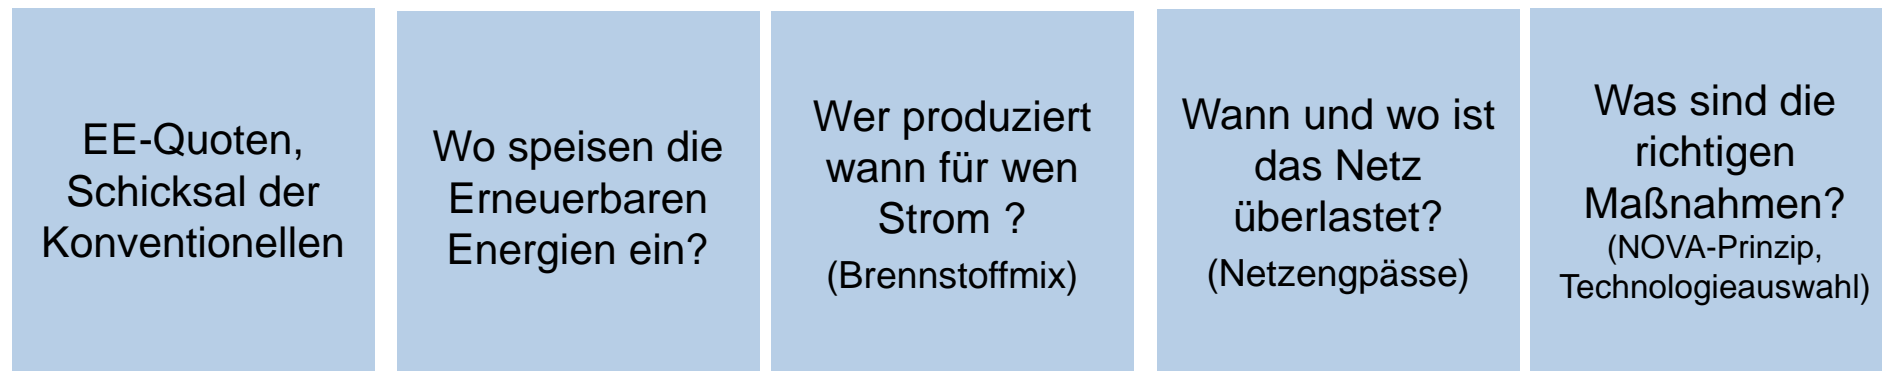 EE-Quoten,
Schicksal der
Konventionellen
Wo speisen die
Erneuerbaren
Energien ein?
Wer produziert
wann für wen
Strom ?
(Brennstoffmix)
Wann und wo ist
das Netz
überlastet?
(Netzengpässe)
Was sind die
richtigen
Maßnahmen?
(NOVA-Prinzip,
Technologieauswahl)